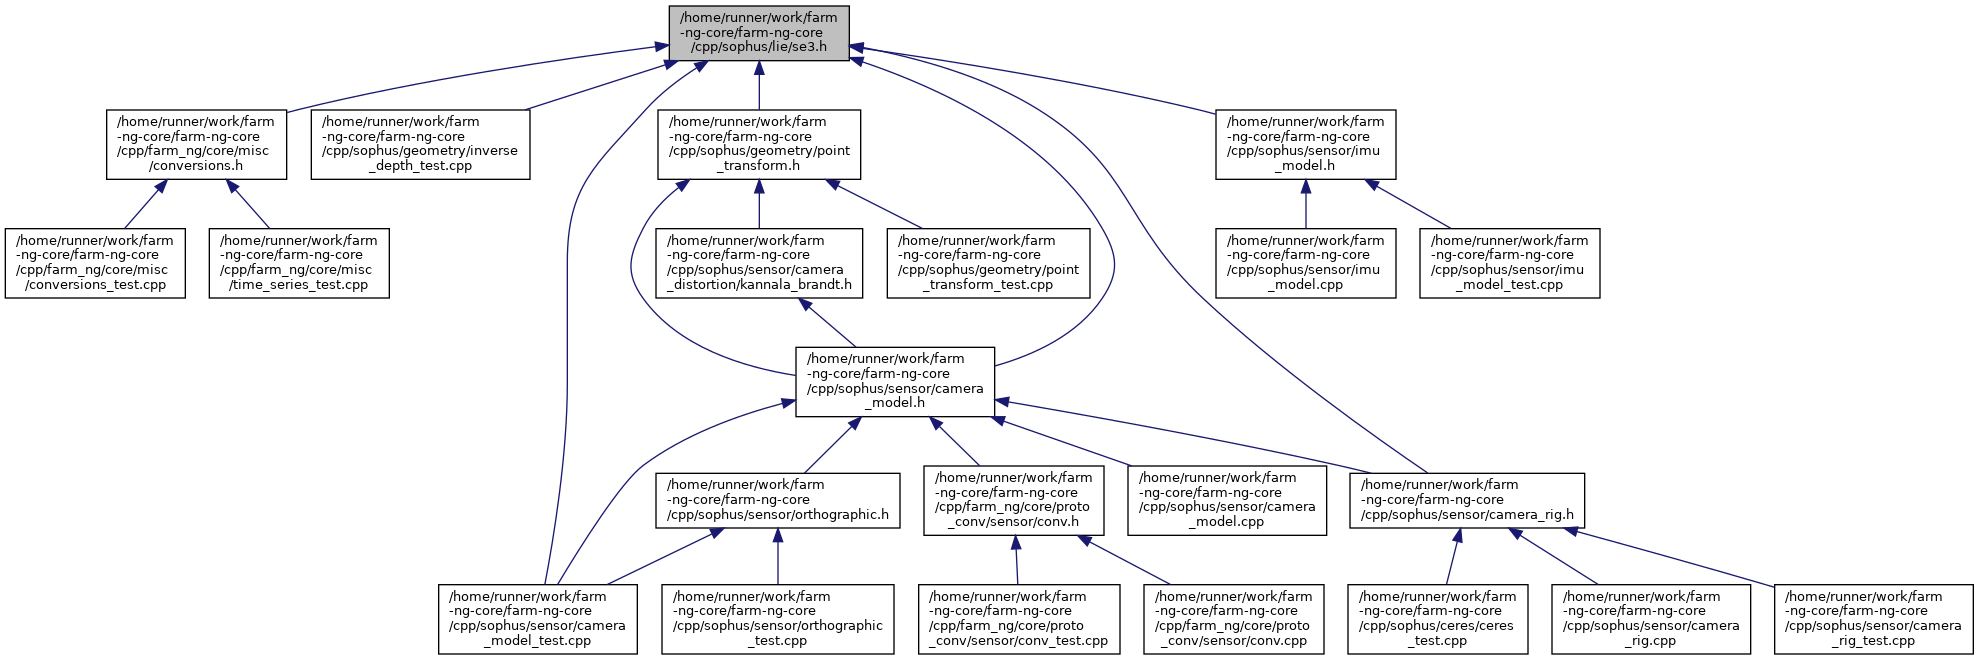 /home/runner/work/farm
-ng-core/farm-ng-core
/cpp/sophus/lie/se3.h
/home/runner/work/farm
-ng-core/farm-ng-core
/cpp/farm_ng/core/misc
/conversions.h
/home/runner/work/farm
-ng-core/farm-ng-core
/cpp/sophus/geometry/inverse
_depth_test.cpp
/home/runner/work/farm
-ng-core/farm-ng-core
/cpp/sophus/geometry/point
_transform.h
/home/runner/work/farm
-ng-core/farm-ng-core
/cpp/sophus/sensor/imu
_model.h
/home/runner/work/farm
-ng-core/farm-ng-core
/cpp/farm_ng/core/misc
/conversions_test.cpp
/home/runner/work/farm
-ng-core/farm-ng-core
/cpp/farm_ng/core/misc
/time_series_test.cpp
/home/runner/work/farm
-ng-core/farm-ng-core
/cpp/sophus/sensor/camera
_distortion/kannala_brandt.h
/home/runner/work/farm
-ng-core/farm-ng-core
/cpp/sophus/geometry/point
_transform_test.cpp
/home/runner/work/farm
-ng-core/farm-ng-core
/cpp/sophus/sensor/imu
_model.cpp
/home/runner/work/farm
-ng-core/farm-ng-core
/cpp/sophus/sensor/imu
_model_test.cpp
/home/runner/work/farm
-ng-core/farm-ng-core
/cpp/sophus/sensor/camera
_model.h
/home/runner/work/farm
-ng-core/farm-ng-core
/cpp/sophus/sensor/orthographic.h
/home/runner/work/farm
-ng-core/farm-ng-core
/cpp/farm_ng/core/proto
_conv/sensor/conv.h
/home/runner/work/farm
-ng-core/farm-ng-core
/cpp/sophus/sensor/camera
_model.cpp
/home/runner/work/farm
-ng-core/farm-ng-core
/cpp/sophus/sensor/camera_rig.h
/home/runner/work/farm
-ng-core/farm-ng-core
/cpp/sophus/sensor/camera
_model_test.cpp
/home/runner/work/farm
-ng-core/farm-ng-core
/cpp/sophus/sensor/orthographic
_test.cpp
/home/runner/work/farm
-ng-core/farm-ng-core
/cpp/farm_ng/core/proto
_conv/sensor/conv_test.cpp
/home/runner/work/farm
-ng-core/farm-ng-core
/cpp/farm_ng/core/proto
_conv/sensor/conv.cpp
/home/runner/work/farm
-ng-core/farm-ng-core
/cpp/sophus/ceres/ceres
_test.cpp
/home/runner/work/farm
-ng-core/farm-ng-core
/cpp/sophus/sensor/camera
_rig.cpp
/home/runner/work/farm
-ng-core/farm-ng-core
/cpp/sophus/sensor/camera
_rig_test.cpp